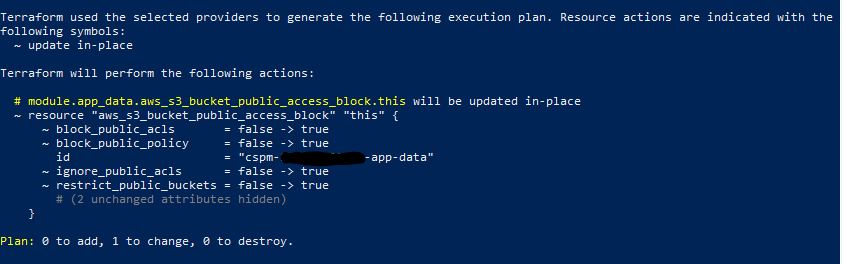 Terraform used the selected providers to generate the following execution plan. Resource actions are indicated with the
following symbols:
  ~ update in-place

Terraform will perform the following actions:

  # module.app_data.aws_s3_bucket_public_access_block.this will be updated in-place
  ~ resource "aws_s3_bucket_public_access_block" "this" {
      ~ block_public_acls       = false -> true
      ~ block_public_policy     = false -> true
        id                      = "cspm- -app-data"
      ~ ignore_public_acls      = false -> true
      ~ restrict_public_buckets = false -> true
        # (2 unchanged attributes hidden)
    }

Plan: 0 to add, 1 to change, 0 to destroy.